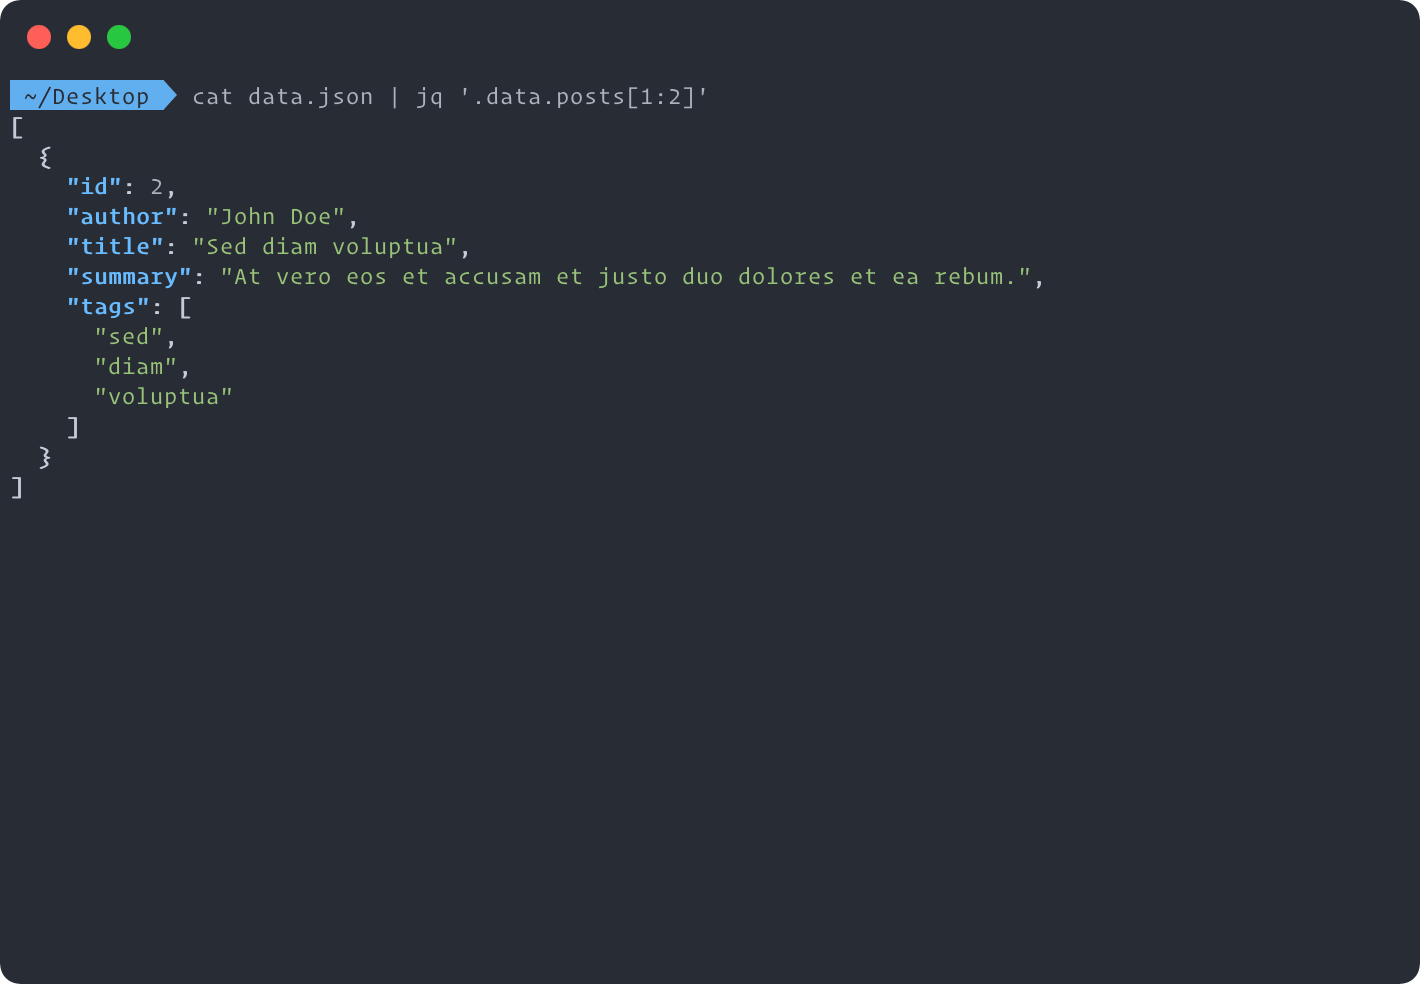 ~/Desktop cat data.json | jq '.data.posts[1:2]'
[
  {
    "id": 2,
    "author": "John Doe",
    "title": "Sed diam voluptua",
    "summary": "At vero eos et accusam et justo duo dolores et ea rebum.",
    "tags": [
      "sed",
      "diam",
      "voluptua"
    ]
  }
]